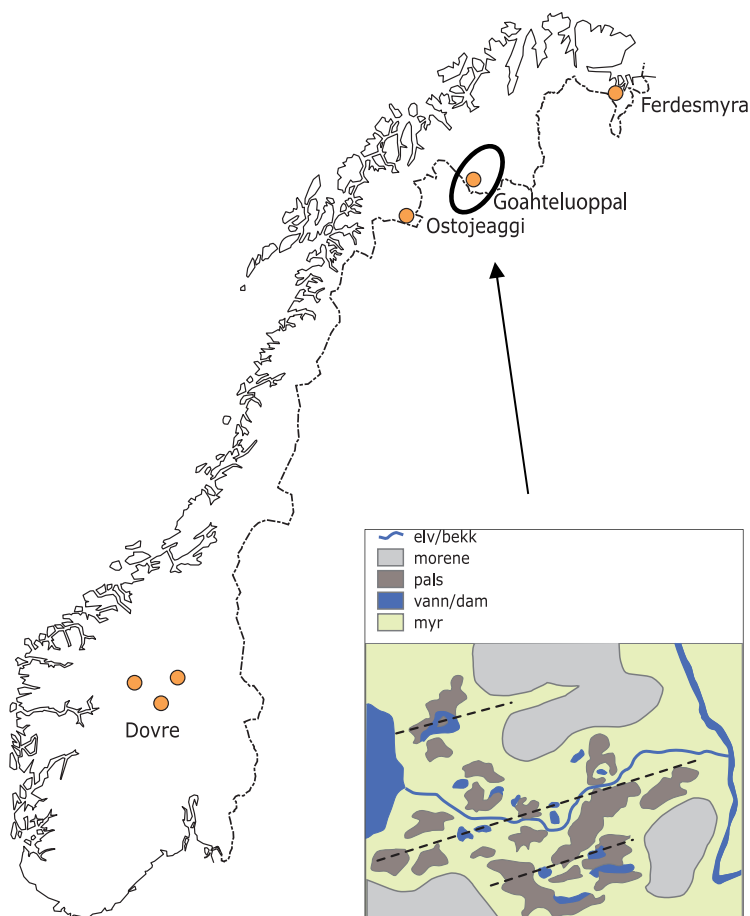 Ferdesmyra
Goahteluoppal
Ostojeaggi
Dovre
elv/bekk
morene
pals
vann/dam
myr